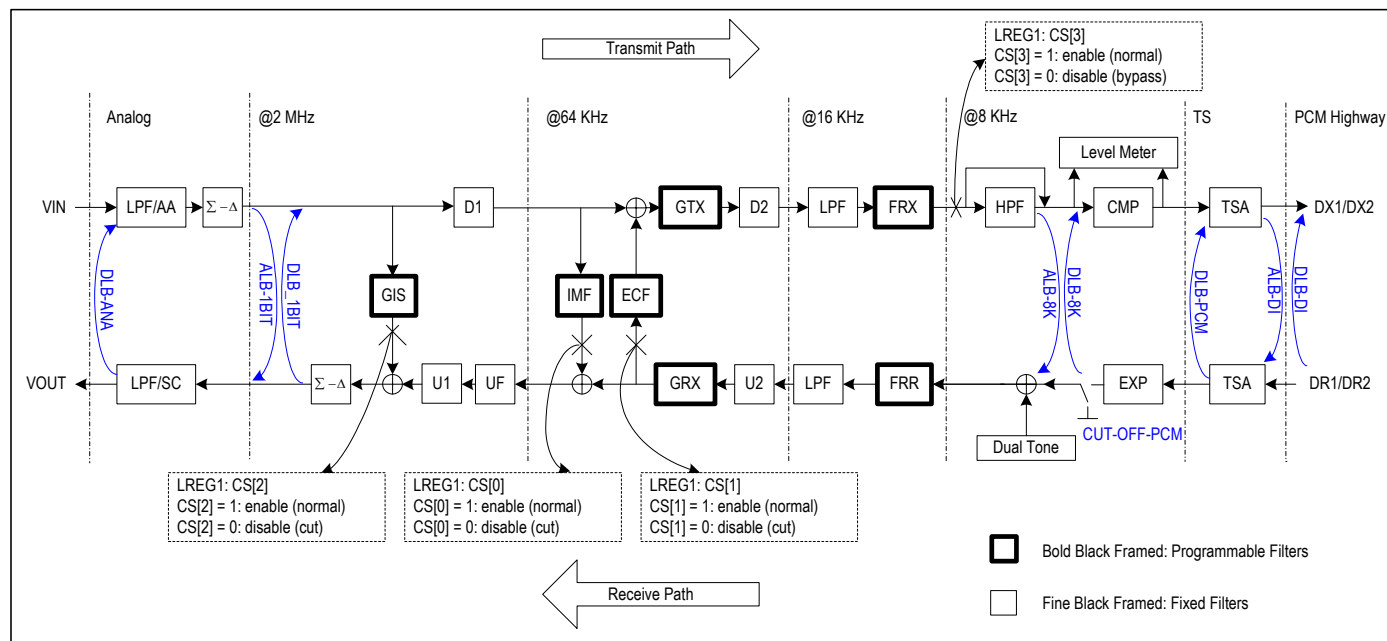 Transmit Path
LREG1: CS[3]
CS[3] = 1: enable (normal)
CS[3] = 0: disable (bypass)
Analog
@2 MHz
@64 KHz
@16 KHz
@8 KHz
TS
PCM Highway
Level Meter
VIN
LPF/AA
Σ−Δ
D1
GTX
D2
LPF
FRX
HPF
CMP
TSA
DX1/DX2
DLB-ANA
ALB-1BIT
DLB_1BIT
GIS
IMF
ECF
ALB-8K
DLB-8K
DLB-PCM
ALB-DI
DLB-DI
VOUT
LPF/SC
Σ−Δ
U1
UF
GRX
U2
LPF
FRR
EXP
TSA
DR1/DR2
CUT-OFF-PCM
Dual Tone
LREG1: CS[2]
CS[2] = 1: enable (normal)
CS[2] = 0: disable (cut)
LREG1: CS[0]
CS[0] = 1: enable (normal)
CS[0] = 0: disable (cut)
LREG1: CS[1]
CS[1] = 1: enable (normal)
CS[1] = 0: disable (cut)
Bold Black Framed: Programmable Filters
Receive Path
Fine Black Framed: Fixed Filters